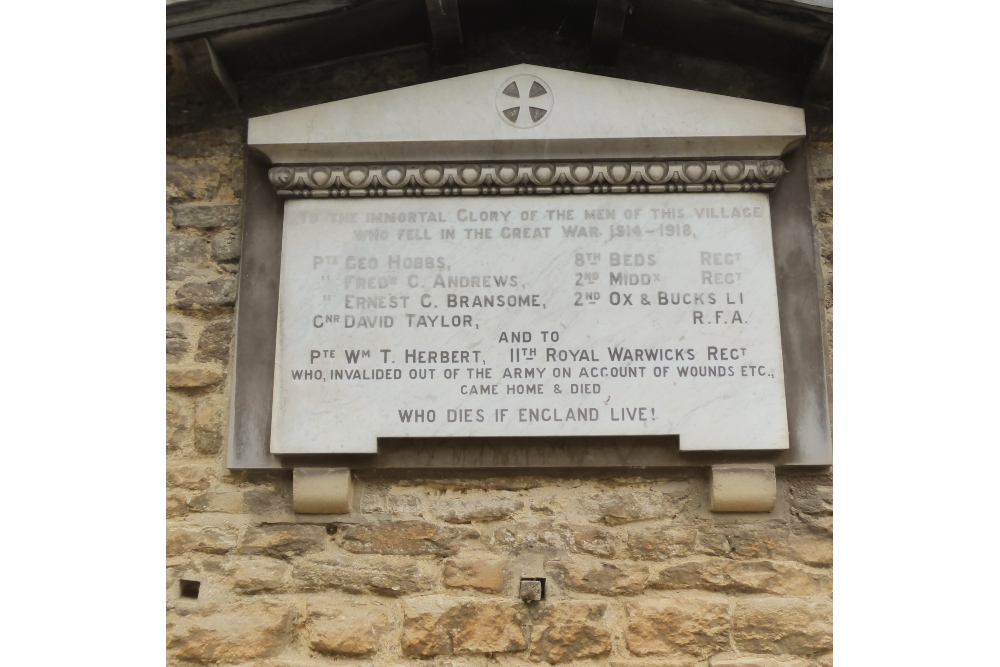 TO THE IMMORTAL GLORY OF THE MEN OF THIS VILLAGE
WHO FELL IN THE GREAT WAR 1914-1918,
PTE GEO HOBBS, 8TH BEDS REGT
" FREDK C. ANDREWS, 2ND MIDDX REGT
" ERNEST C. BRANSOME, 2ND OX & BUCKS LI
GNR DAVID TAYLOR, R.F.A.
AND TO
PTE WM T. HERBERT, 11TH ROYAL WARWICKS REGT
WHO, INVALIDED OUT OF THE ARMY ON ACCOUNT OF WOUNDS ETC.,
CAME HOME & DIED
WHO DIES IF ENGLAND LIVE!